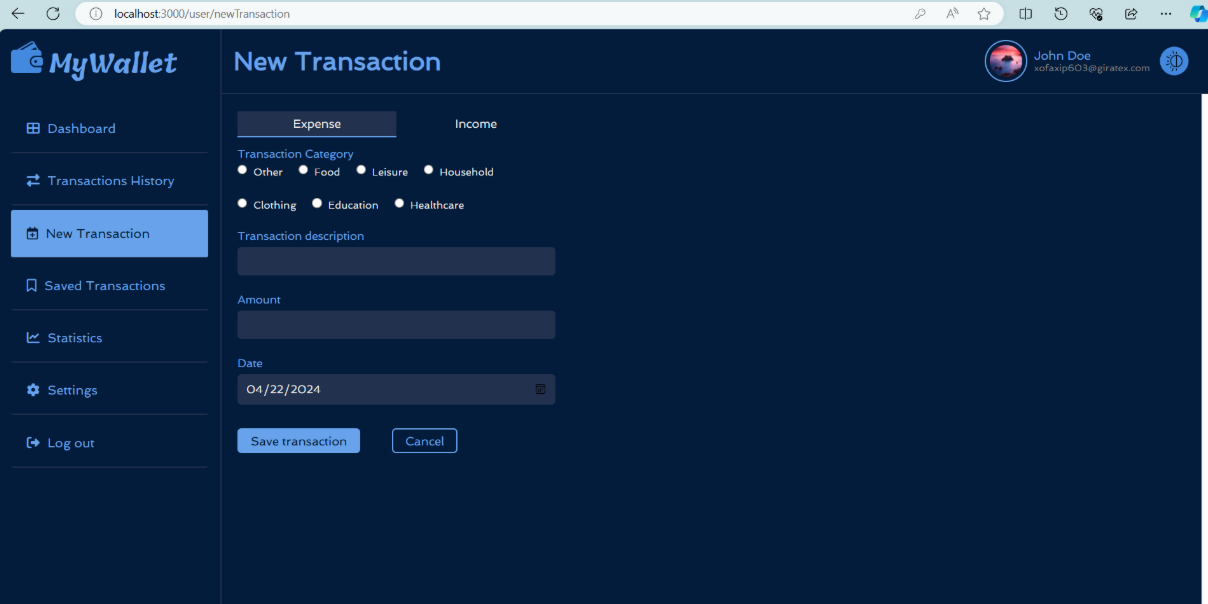 localhost:3000/user/newTransaction
MyWallet
New Transaction
John Doe
xofaxip603@giratex.com
Dashboard
Transactions History
New Transaction
Saved Transactions
Statistics
Settings
Log out
Expense Income
Transaction Category
Other Food Leisure Household
Clothing Education Healthcare
Transaction description
Amount
Date
04/22/2024
Save transaction Cancel